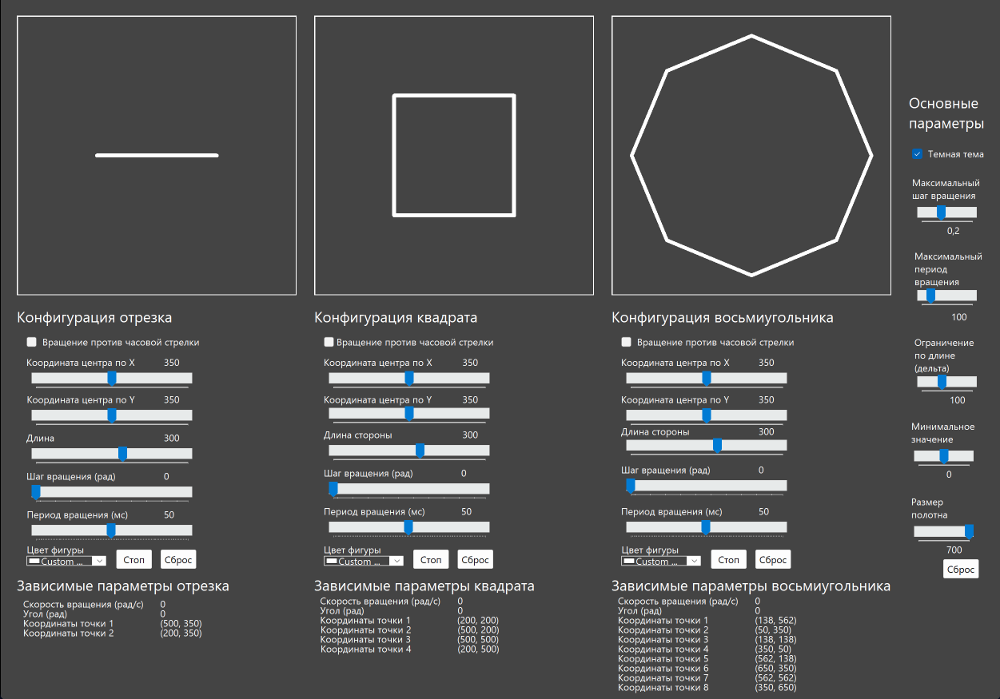 Конфигурация отрезка
Вращение против часовой стрелки
Координата центра по X 350
Координата центра по Y 350
Длина 300
Шаг вращения (рад) 0
Период вращения (мс) 50
Цвет фигуры
Custom ... Стоп Сброс
Зависимые параметры отрезка
Скорость вращения (рад/с) 0
Угол (рад) 0
Координаты точки 1 (500, 350)
Координаты точки 2 (200, 350)
Конфигурация квадрата
Вращение против часовой стрелки
Координата центра по X 350
Координата центра по Y 350
Длина стороны 300
Шаг вращения (рад) 0
Период вращения (мс) 50
Цвет фигуры
Custom ... Стоп Сброс
Зависимые параметры квадрата
Скорость вращения (рад/с) 0
Угол (рад) 0
Координаты точки 1 (200, 200)
Координаты точки 2 (500, 200)
Координаты точки 3 (500, 500)
Координаты точки 4 (200, 500)
Конфигурация восьмиугольника
Вращение против часовой стрелки
Координата центра по X 350
Координата центра по Y 350
Длина стороны 300
Шаг вращения (рад) 0
Период вращения (мс) 50
Цвет фигуры
Custom ... Стоп Сброс
Зависимые параметры восьмиугольника
Скорость вращения (рад/с) 0
Угол (рад) 0
Координаты точки 1 (138, 562)
Координаты точки 2 (50, 350)
Координаты точки 3 (138, 138)
Координаты точки 4 (350, 50)
Координаты точки 5 (562, 138)
Координаты точки 6 (650, 350)
Координаты точки 7 (562, 562)
Координаты точки 8 (350, 650)
Основные
параметры
Темная тема
Максимальный
шаг вращения
0,2
Максимальный
период
вращения
100
Ограничение
по длине
(дельта)
100
Минимальное
значение
0
Размер
полотна
700
Сброс